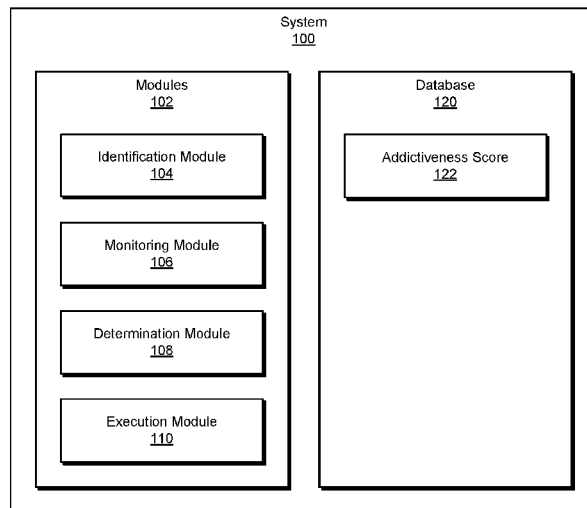 System
100
Modules
102
Identification Module
104
Monitoring Module
106
Determination Module
108
Execution Module
110
Database
120
Addictiveness Score
122